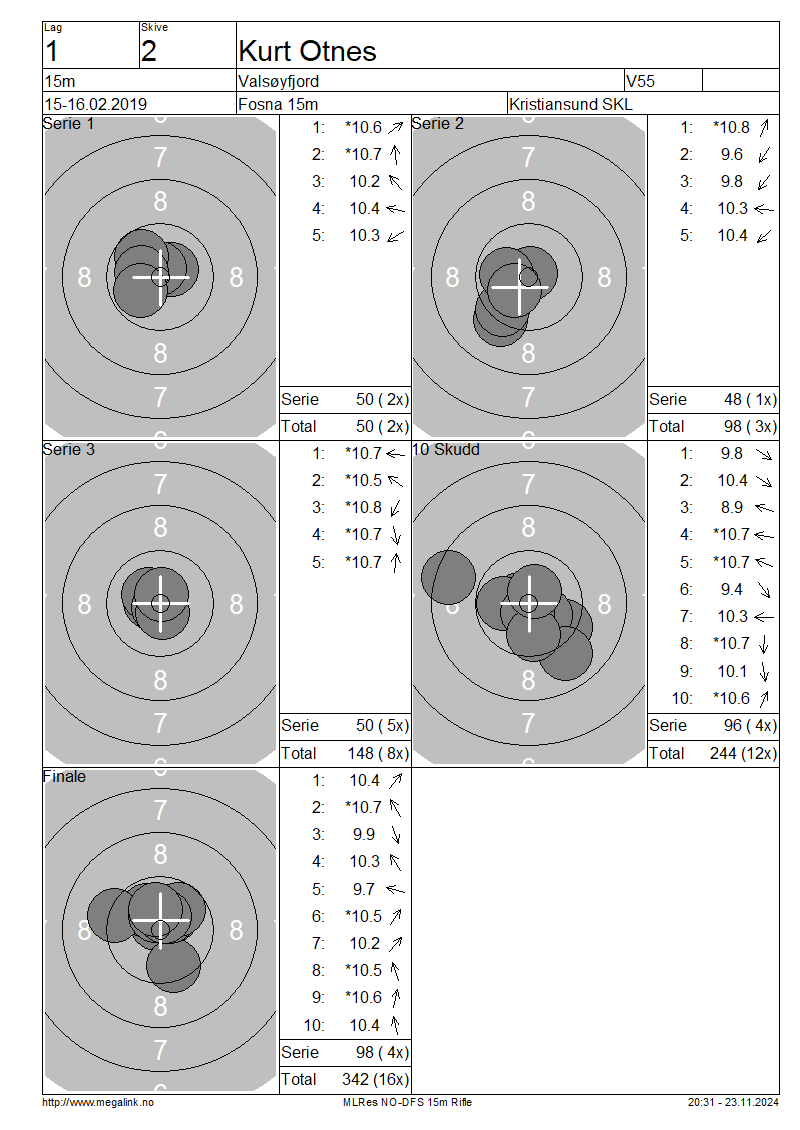 Lag
1
Skive
2
Kurt Otnes
15m
Valsøyfjord
V55
15-16.02.2019
Fosna 15m
Kristiansund SKL
Serie 1
7
8
8 8
8
7
6
1: *10.6
2: *10.7
3: 10.2
4: 10.4
5: 10.3
Serie 50 ( 2x)
Total 50 ( 2x)
Serie 2
7
8
8 8
8
7
6
1: *10.8
2: 9.6
3: 9.8
4: 10.3
5: 10.4
Serie 48 ( 1x)
Total 98 ( 3x)
Serie 3
7
8
8 8
8
7
6
1: *10.7
2: *10.5
3: *10.8
4: *10.7
5: *10.7
Serie 50 ( 5x)
Total 148 ( 8x)
10 Skudd
7
8
8 8
8
7
6
1: 9.8
2: 10.4
3: 8.9
4: *10.7
5: *10.7
6: 9.4
7: 10.3
8: *10.7
9: 10.1
10: *10.6
Serie 96 ( 4x)
Total 244 (12x)
Finale
7
8
8 8
8
7
6
1: 10.4
2: *10.7
3: 9.9
4: 10.3
5: 9.7
6: *10.5
7: 10.2
8: *10.5
9: *10.6
10: 10.4
Serie 98 ( 4x)
Total 342 (16x)
http://www.megalink.no
MLRes NO-DFS 15m Rifle
20:31 - 23.11.2024